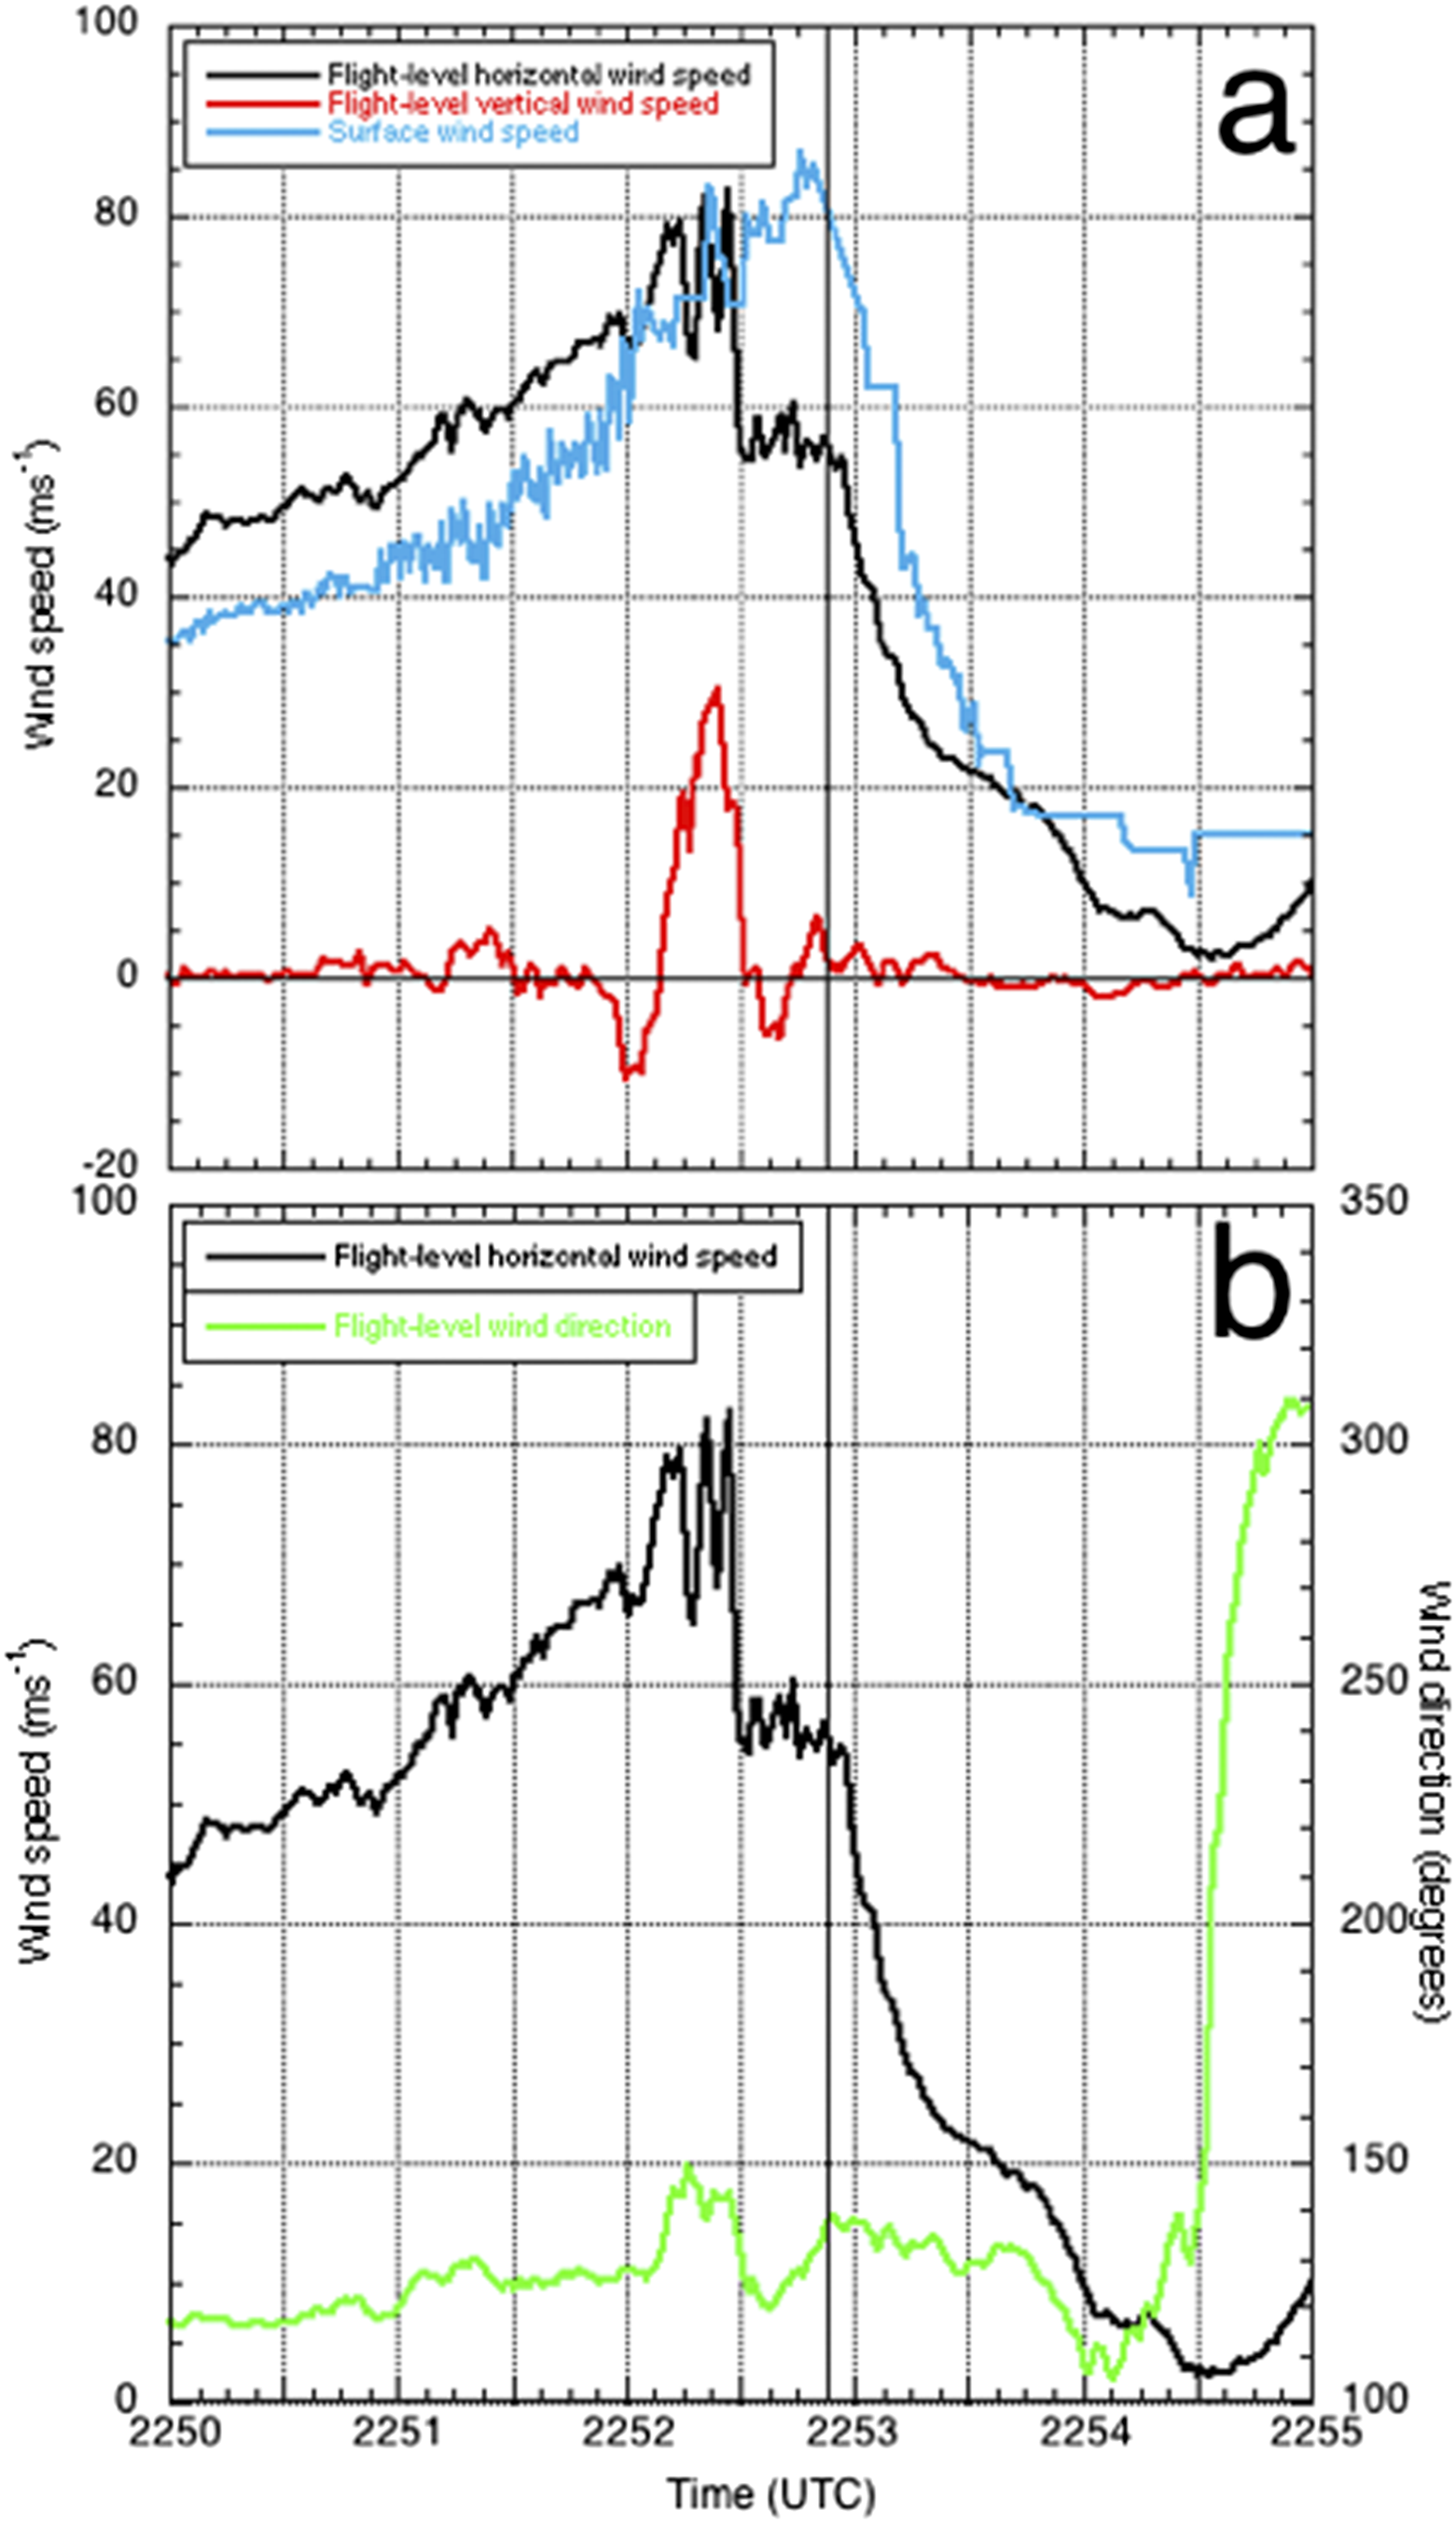 100
Flight-level horizontal wind speed
Flight-level vertical wind speed
Surface wind speed
a
80
60
40
20
0
-20
Wind speed (ms⁻¹)
100
350
Flight-level horizontal wind speed
Flight-level wind direction
b
80
300
60
250
40
200
20
150
0
100
Wind speed (ms⁻¹)
Wind direction (degrees)
2250
2251
2252
2253
2254
2255
Time (UTC)